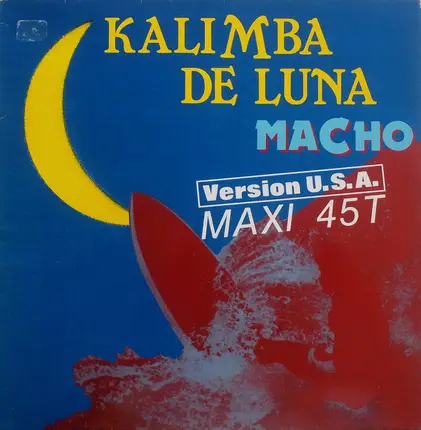 KALIMBA
DE LUNA
MACHO
Version U.S.A.
MAXI 45T